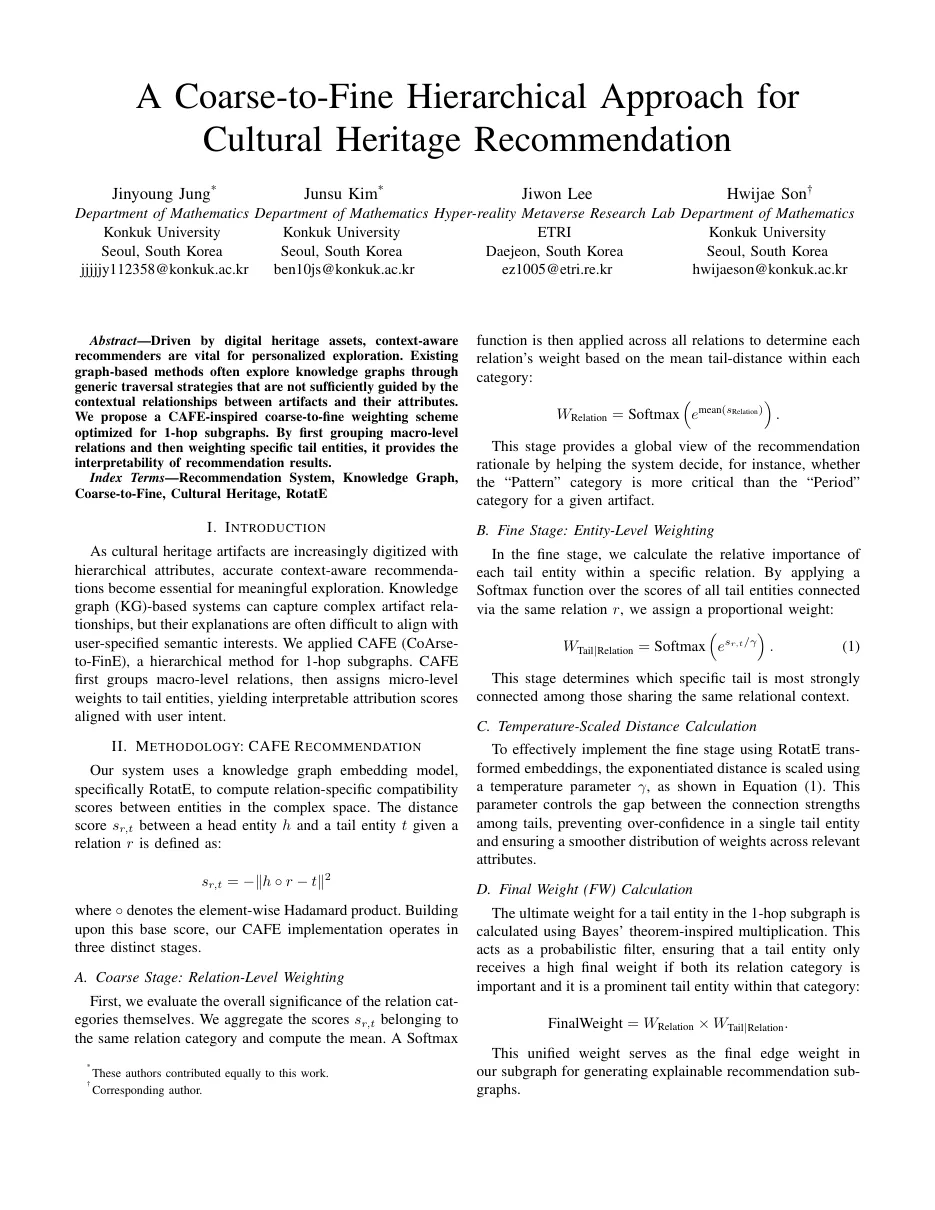 A Coarse-to-Fine Hierarchical Approach for
Cultural Heritage Recommendation
Jinyoung Jung*
Department of Mathematics
Konkuk University
Seoul, South Korea
jjjjjy112358@konkuk.ac.kr
Junsu Kim*
Department of Mathematics
Konkuk University
Seoul, South Korea
ben10js@konkuk.ac.kr
Jiwon Lee
Hyper-reality Metaverse Research Lab
ETRI
Daejeon, South Korea
ez1005@etri.re.kr
Hwijae Son†
Department of Mathematics
Konkuk University
Seoul, South Korea
hwijaeson@konkuk.ac.kr
Abstract—Driven by digital heritage assets, context-aware
recommenders are vital for personalized exploration. Existing
graph-based methods often explore knowledge graphs through
generic traversal strategies that are not sufficiently guided by the
contextual relationships between artifacts and their attributes.
We propose a CAFE-inspired coarse-to-fine weighting scheme
optimized for 1-hop subgraphs. By first grouping macro-level
relations and then weighting specific tail entities, it provides the
interpretability of recommendation results.
Index Terms—Recommendation System, Knowledge Graph,
Coarse-to-Fine, Cultural Heritage, RotatE
I. INTRODUCTION
As cultural heritage artifacts are increasingly digitized with
hierarchical attributes, accurate context-aware recommenda-
tions become essential for meaningful exploration. Knowledge
graph (KG)-based systems can capture complex artifact rela-
tionships, but their explanations are often difficult to align with
user-specified semantic interests. We applied CAFE (CoArse-
to-FinE), a hierarchical method for 1-hop subgraphs. CAFE
first groups macro-level relations, then assigns micro-level
weights to tail entities, yielding interpretable attribution scores
aligned with user intent.
II. METHODOLOGY: CAFE RECOMMENDATION
Our system uses a knowledge graph embedding model,
specifically RotatE, to compute relation-specific compatibility
scores between entities in the complex space. The distance
score s_{r,t} between a head entity h and a tail entity t given a
relation r is defined as:
s_{r,t} = −‖h ∘ r − t‖²
where ∘ denotes the element-wise Hadamard product. Building
upon this base score, our CAFE implementation operates in
three distinct stages.
A. Coarse Stage: Relation-Level Weighting
First, we evaluate the overall significance of the relation cat-
egories themselves. We aggregate the scores s_{r,t} belonging to
the same relation category and compute the mean. A Softmax
*These authors contributed equally to this work.
†Corresponding author.
function is then applied across all relations to determine each
relation's weight based on the mean tail-distance within each
category:
W_{Relation} = Softmax (e^{mean(s_{Relation})}) .
This stage provides a global view of the recommendation
rationale by helping the system decide, for instance, whether
the "Pattern" category is more critical than the "Period"
category for a given artifact.
B. Fine Stage: Entity-Level Weighting
In the fine stage, we calculate the relative importance of
each tail entity within a specific relation. By applying a
Softmax function over the scores of all tail entities connected
via the same relation r, we assign a proportional weight:
W_{Tail|Relation} = Softmax (e^{s_{r,t}/γ}) . (1)
This stage determines which specific tail is most strongly
connected among those sharing the same relational context.
C. Temperature-Scaled Distance Calculation
To effectively implement the fine stage using RotatE trans-
formed embeddings, the exponentiated distance is scaled using
a temperature parameter γ, as shown in Equation (1). This
parameter controls the gap between the connection strengths
among tails, preventing over-confidence in a single tail entity
and ensuring a smoother distribution of weights across relevant
attributes.
D. Final Weight (FW) Calculation
The ultimate weight for a tail entity in the 1-hop subgraph is
calculated using Bayes' theorem-inspired multiplication. This
acts as a probabilistic filter, ensuring that a tail entity only
receives a high final weight if both its relation category is
important and it is a prominent tail entity within that category:
FinalWeight = W_{Relation} × W_{Tail|Relation}.
This unified weight serves as the final edge weight in
our subgraph for generating explainable recommendation sub-
graphs.